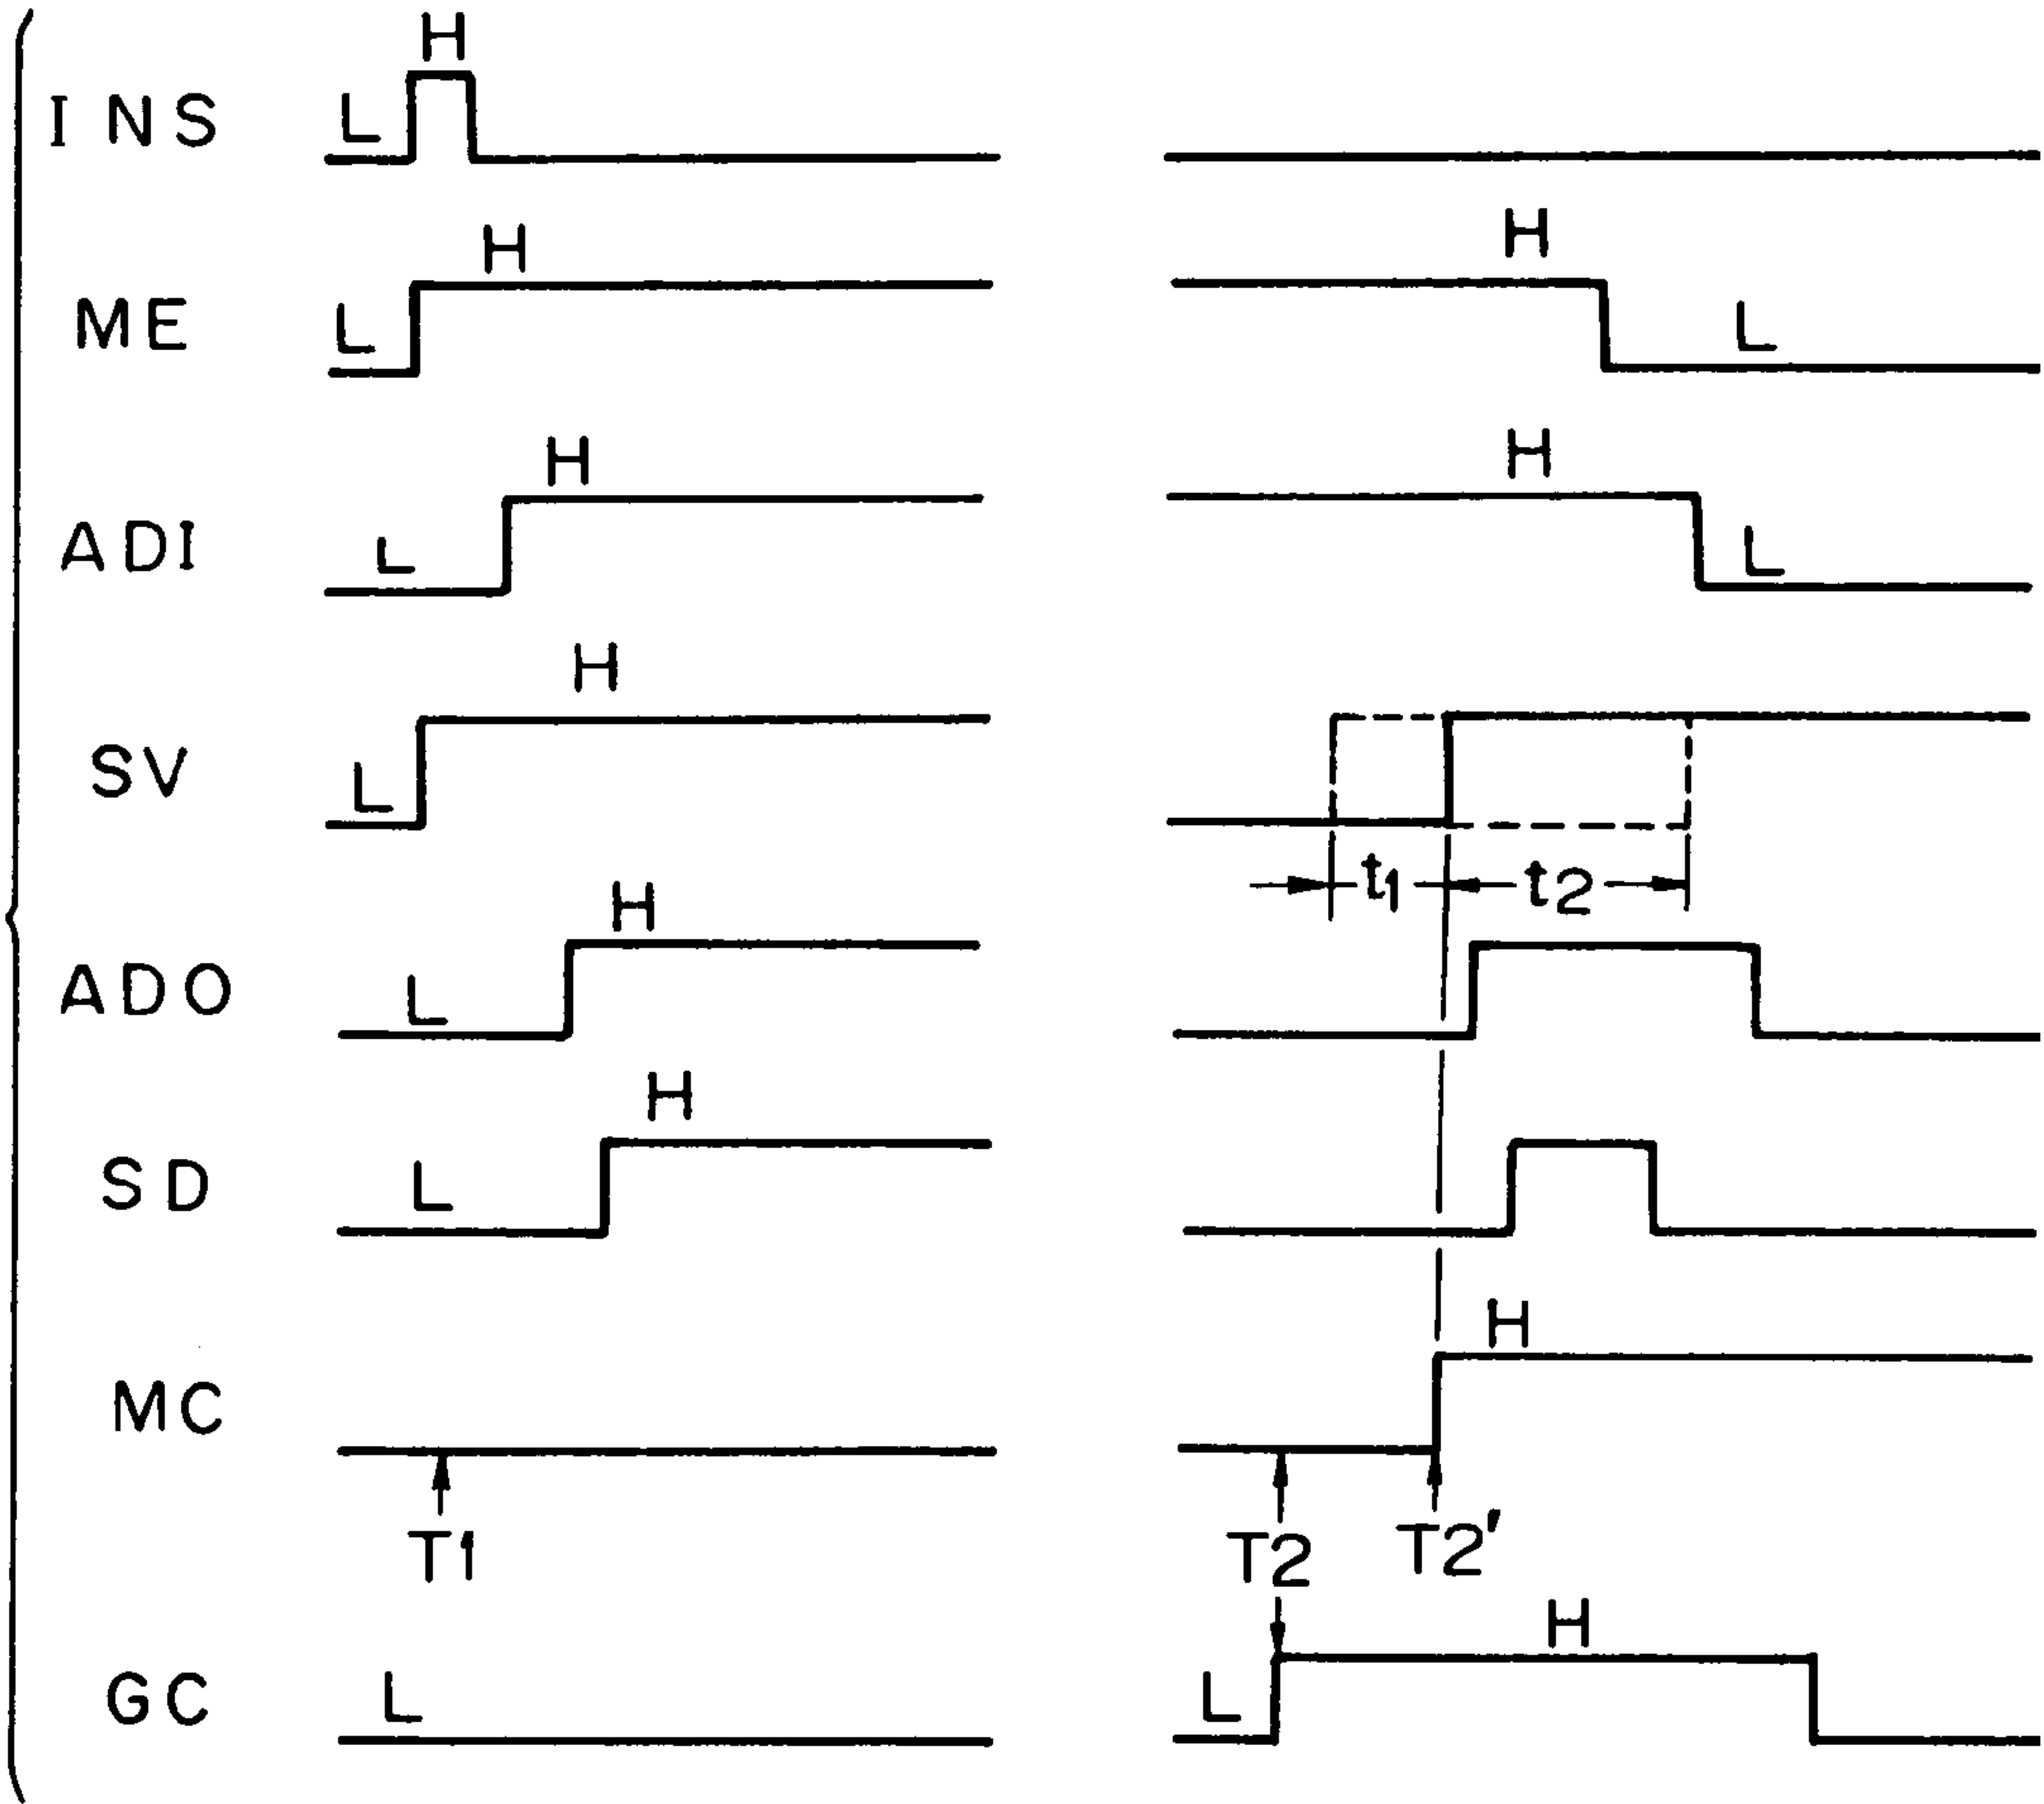 H
INS L
H H
ME L L
H H
ADI L L
H
SV L
t1 t2
H
ADO L
H
SD L
H
MC
T1 T2 T2'
H
GC L L